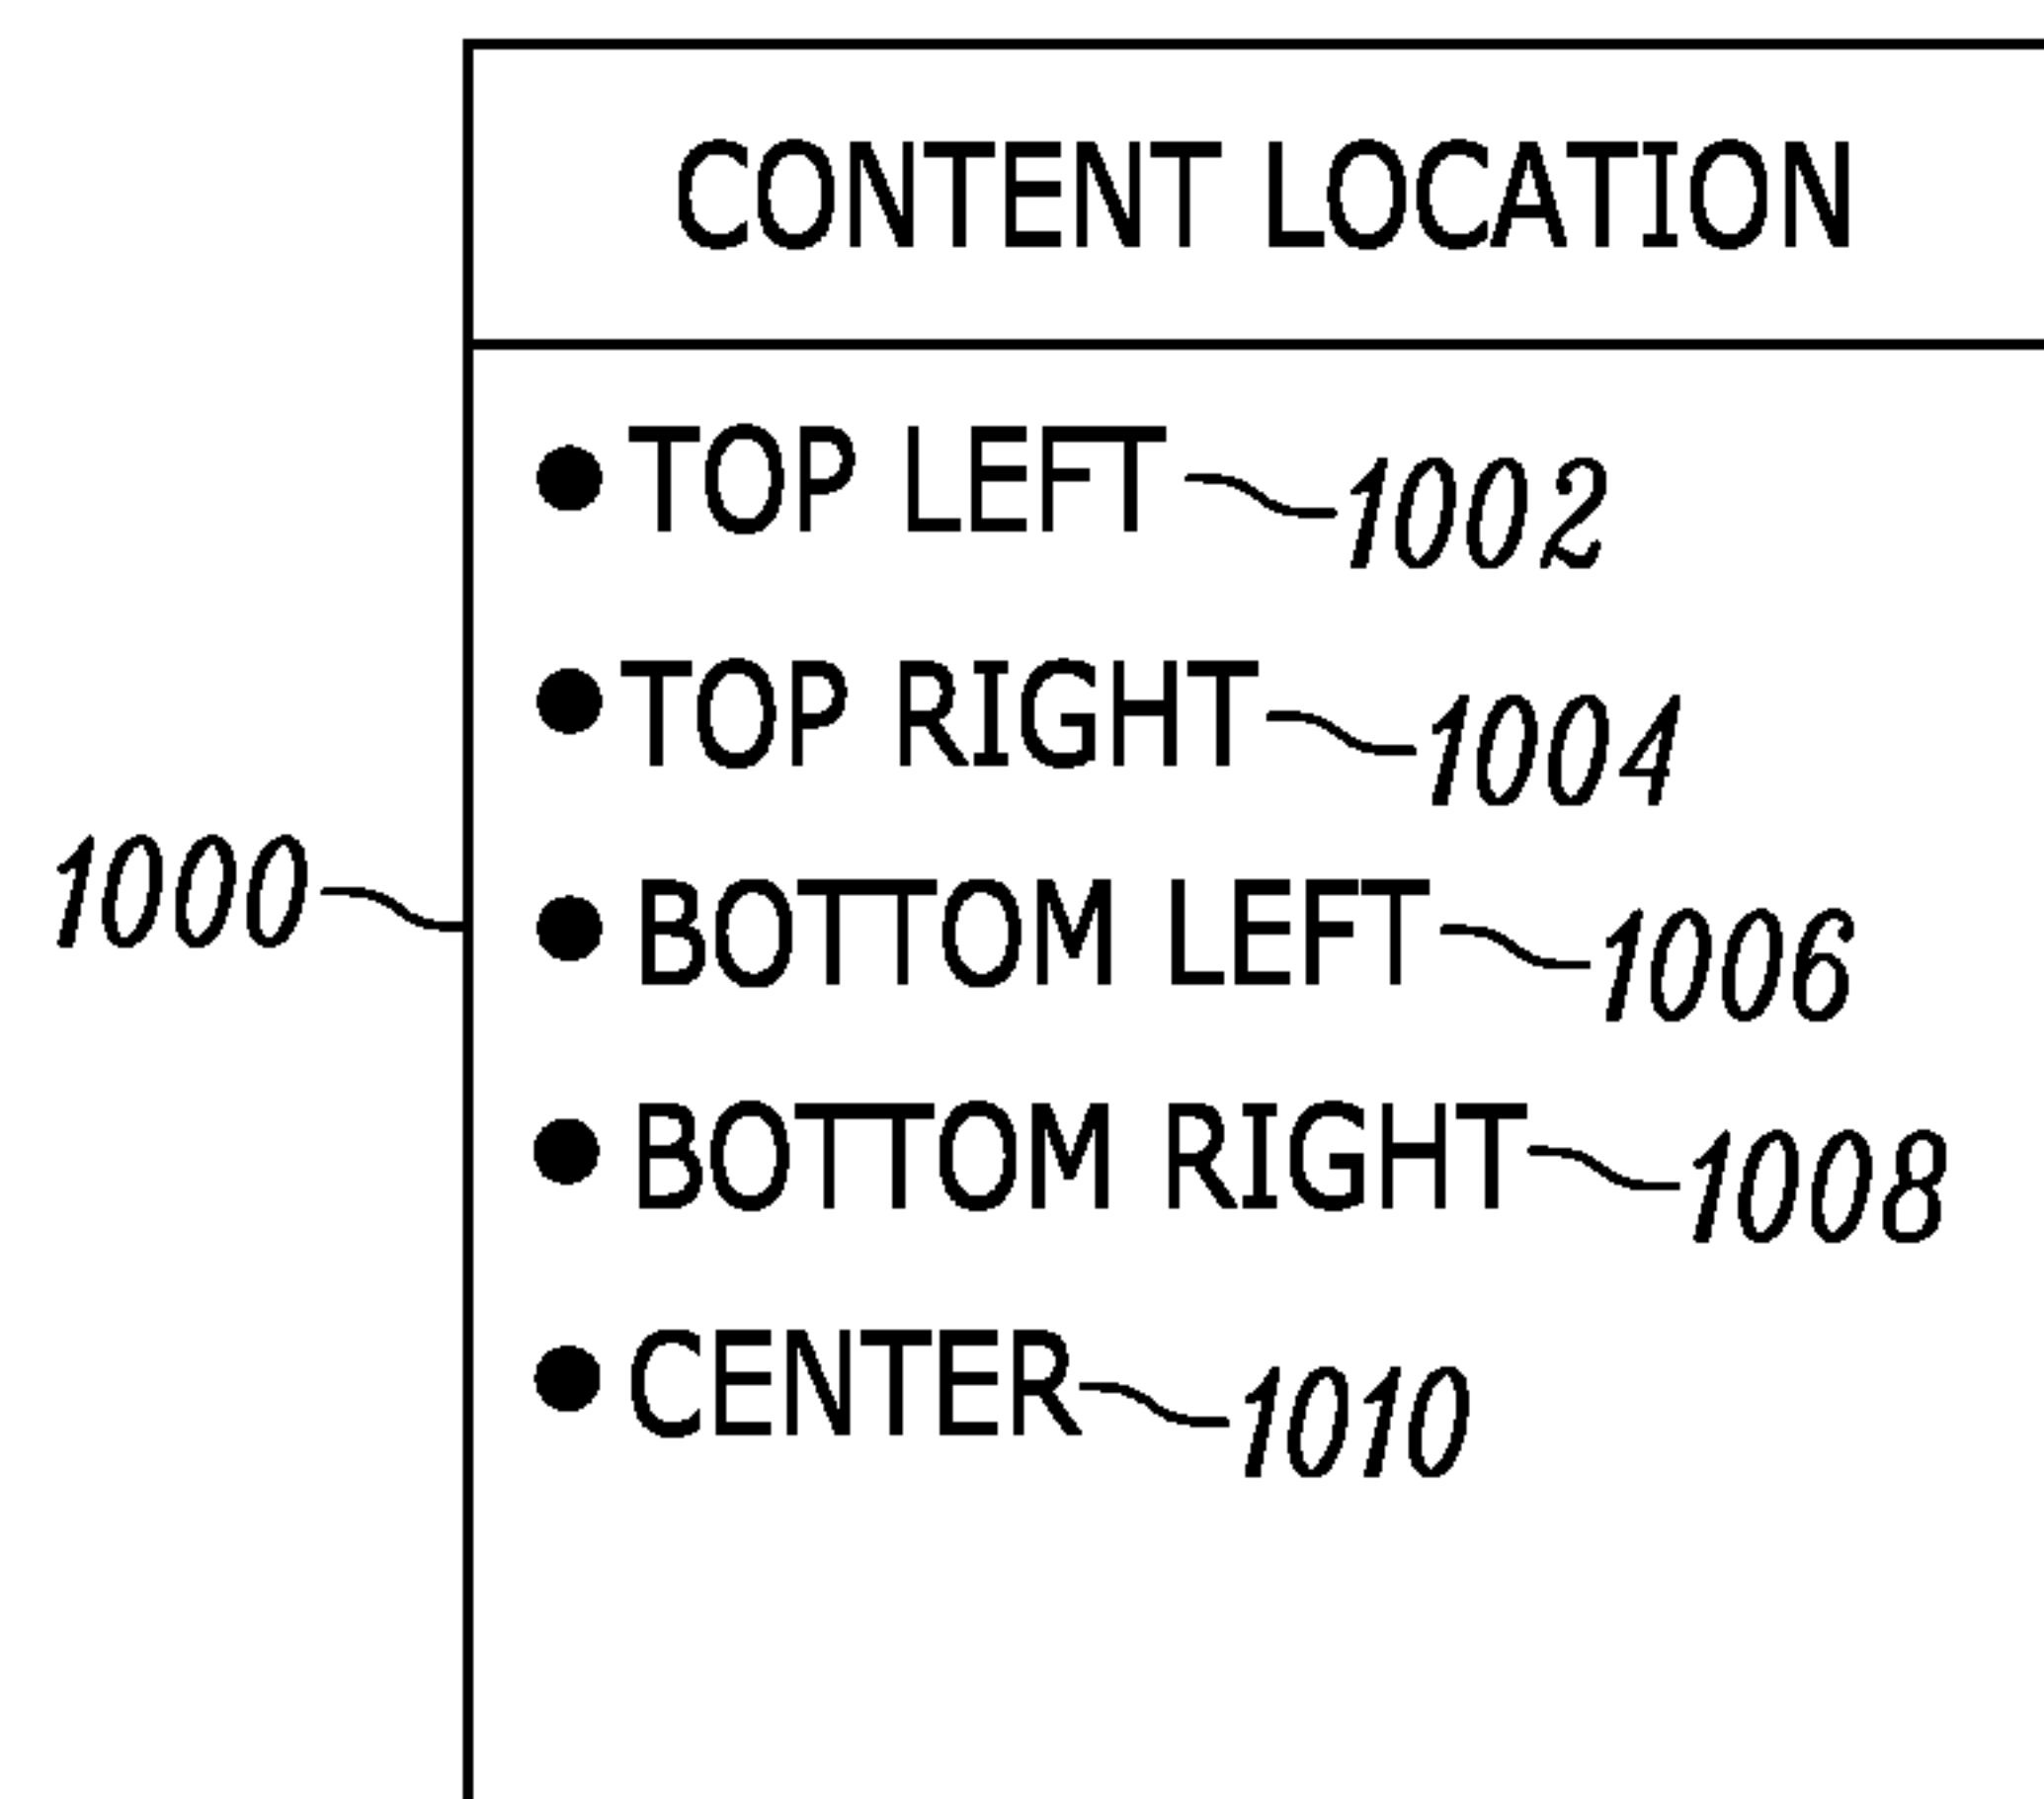 CONTENT LOCATION
● TOP LEFT 1002
● TOP RIGHT 1004
1000
● BOTTOM LEFT 1006
● BOTTOM RIGHT 1008
● CENTER 1010